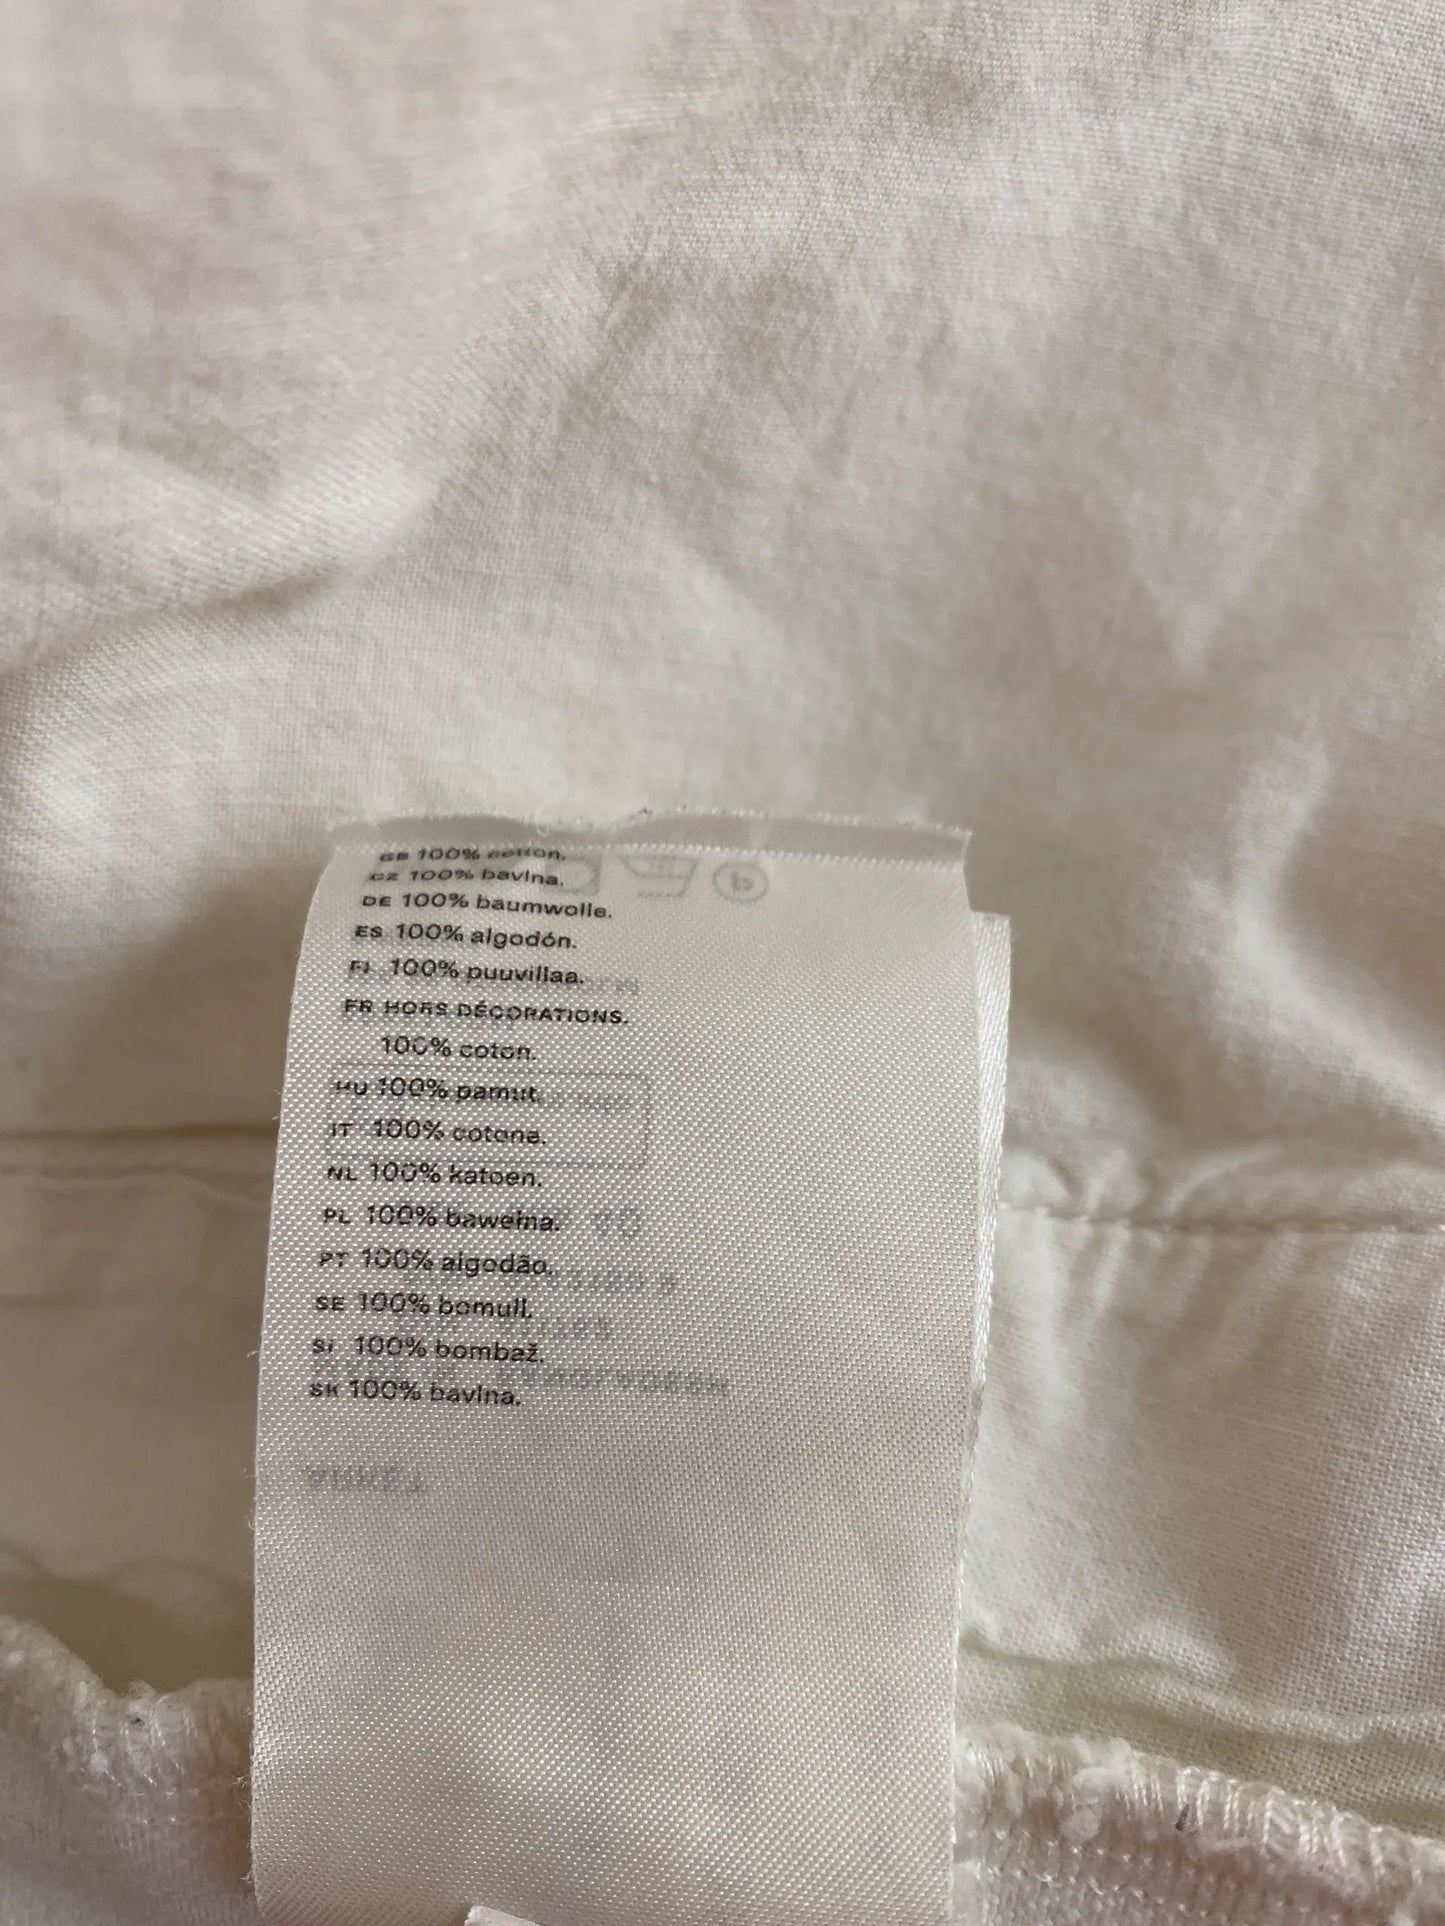 GB 100% cotton.
CZ 100% bavlna.
DE 100% baumwolle.
ES 100% algodón.
FI 100% puuvillaa.
FR HORS DÉCORATIONS.
100% coton.
HU 100% pamut.
IT 100% cotone.
NL 100% katoen.
PL 100% bawełna.
PT 100% algodão.
SE 100% bomull.
SI 100% bombaž.
SK 100% bavlna.